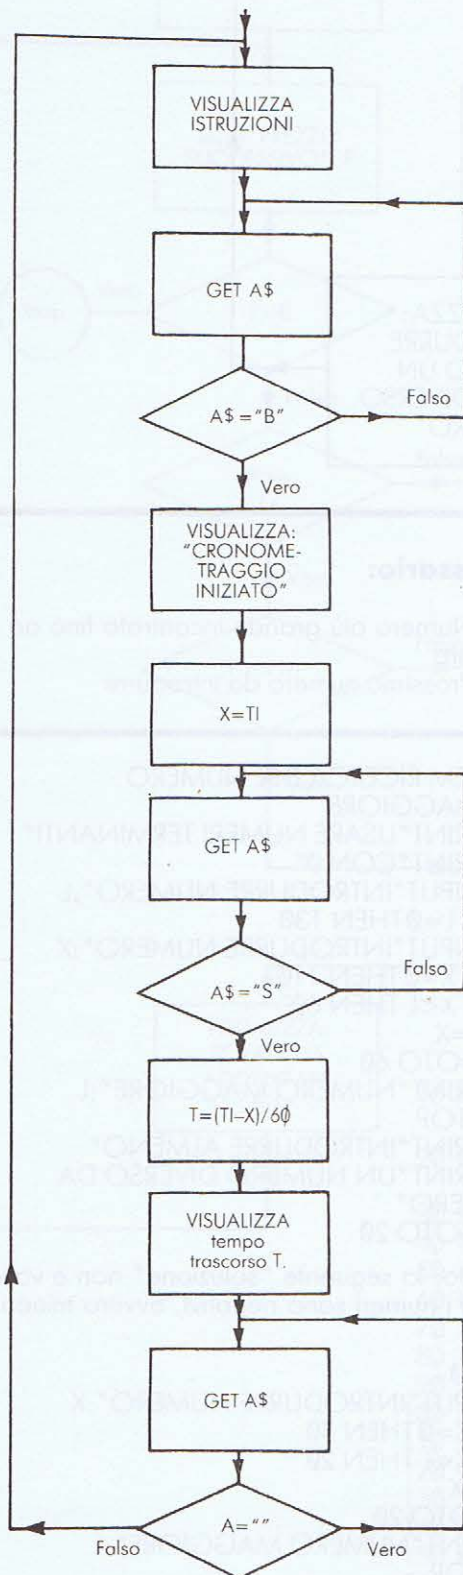 VISUALIZZA
ISTRUZIONI
GET A$
A$="B"
Falso
Vero
VISUALIZZA:
"CRONOME-
TRAGGIO
INIZIATO"
X=TI
GET A$
A$="S"
Falso
Vero
T=(TI–X)/60
VISUALIZZA
tempo
trascorso T.
GET A$
A=""
Falso
Vero